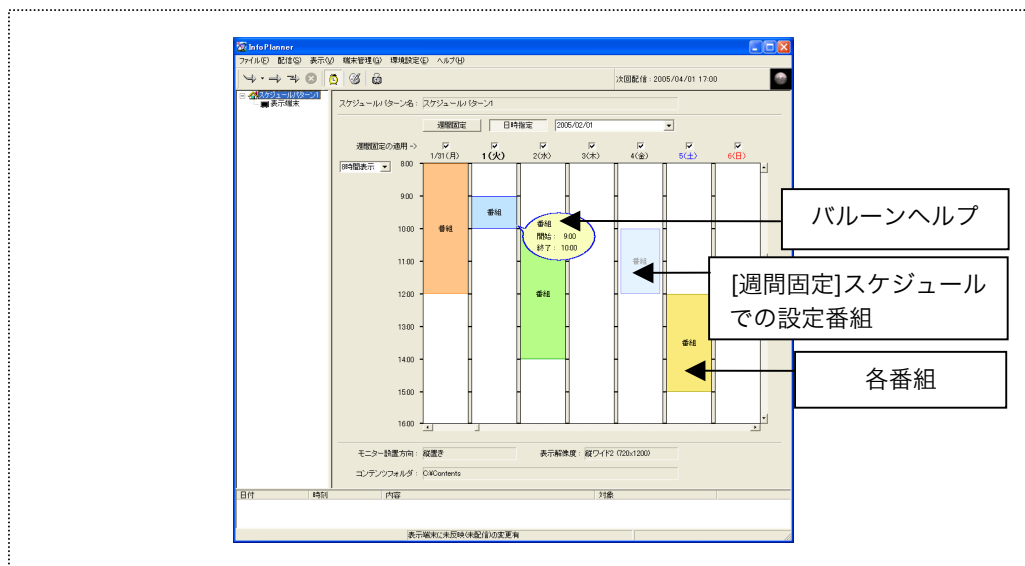 InfoPlanner
ファイル(F) 配信(S) 表示(V) 端末管理(G) 環境設定(E) ヘルプ(H)
次回配信 : 2005/04/01 17:00
スケジュールパターン1
表示端末
スケジュールパターン名 : スケジュールパターン1
週間固定 日時指定 2005/02/01
週間固定の適用 ->
1/31(月) 1(火) 2(水) 3(木) 4(金) 5(土) 6(日)
8時間表示
8:00
9:00
10:00
11:00
12:00
13:00
14:00
15:00
16:00
番組
番組
番組
開始 : 9:00
終了 : 10:00
番組
番組
番組
バルーンヘルプ
[週間固定]スケジュール
での設定番組
各番組
モニター設置方向 : 縦置き 表示解像度 : 縦ワイド2 (720x1200)
コンテンツフォルダ : C:¥Contents
日付 時刻 内容 対象
表示端末に未反映(未配信)の変更有